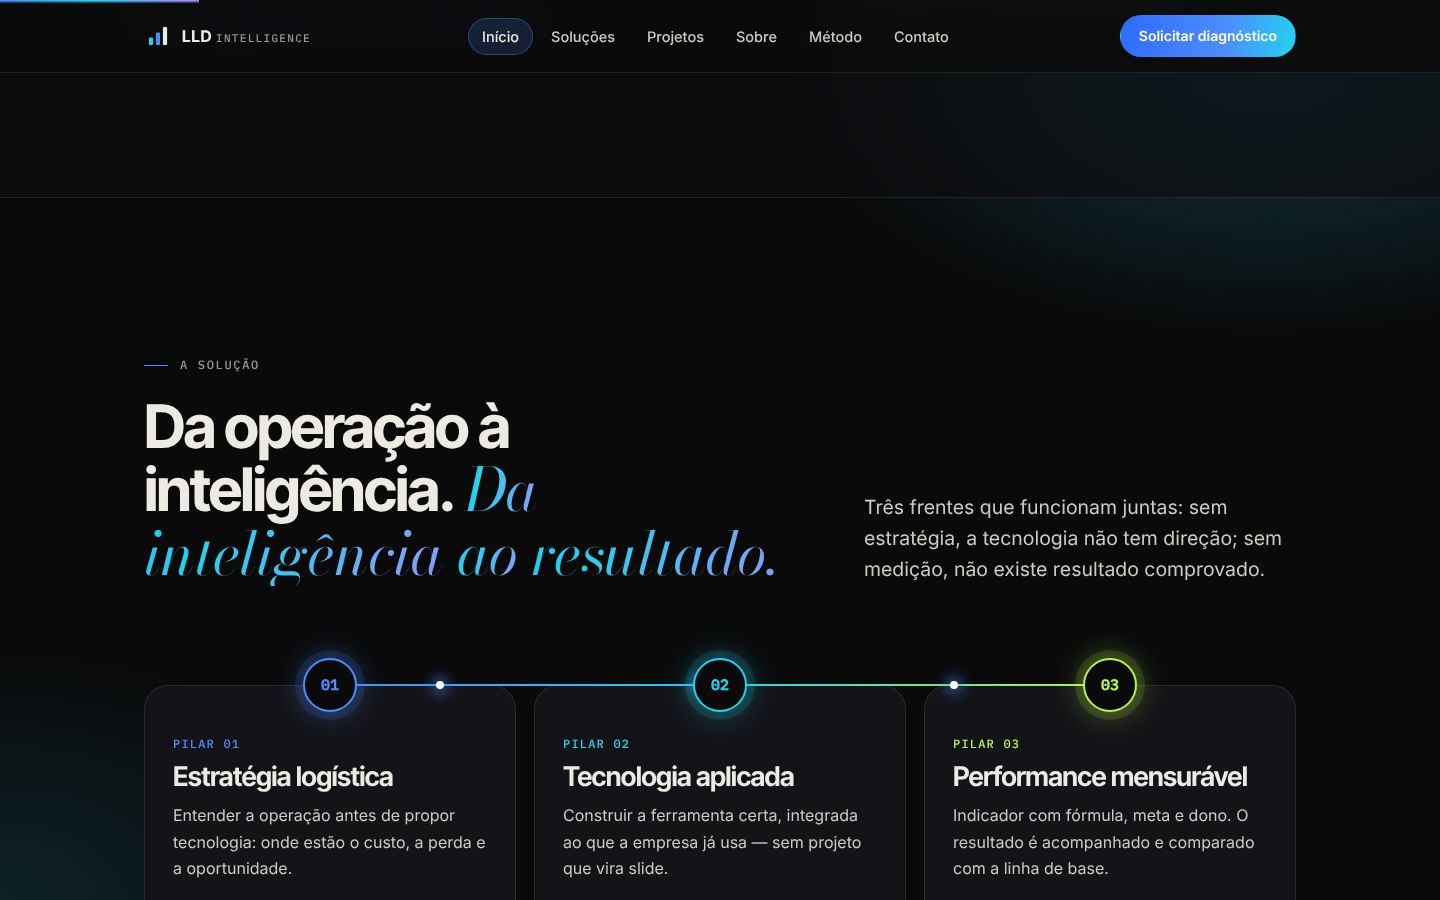 LLD INTELLIGENCE
Início
Soluções
Projetos
Sobre
Método
Contato
Solicitar diagnóstico
A SOLUÇÃO
Da operação à
inteligência. Da
inteligência ao resultado.
Três frentes que funcionam juntas: sem
estratégia, a tecnologia não tem direção; sem
medição, não existe resultado comprovado.
01
02
03
PILAR 01
Estratégia logística
Entender a operação antes de propor
tecnologia: onde estão o custo, a perda e
a oportunidade.
PILAR 02
Tecnologia aplicada
Construir a ferramenta certa, integrada
ao que a empresa já usa — sem projeto
que vira slide.
PILAR 03
Performance mensurável
Indicador com fórmula, meta e dono. O
resultado é acompanhado e comparado
com a linha de base.